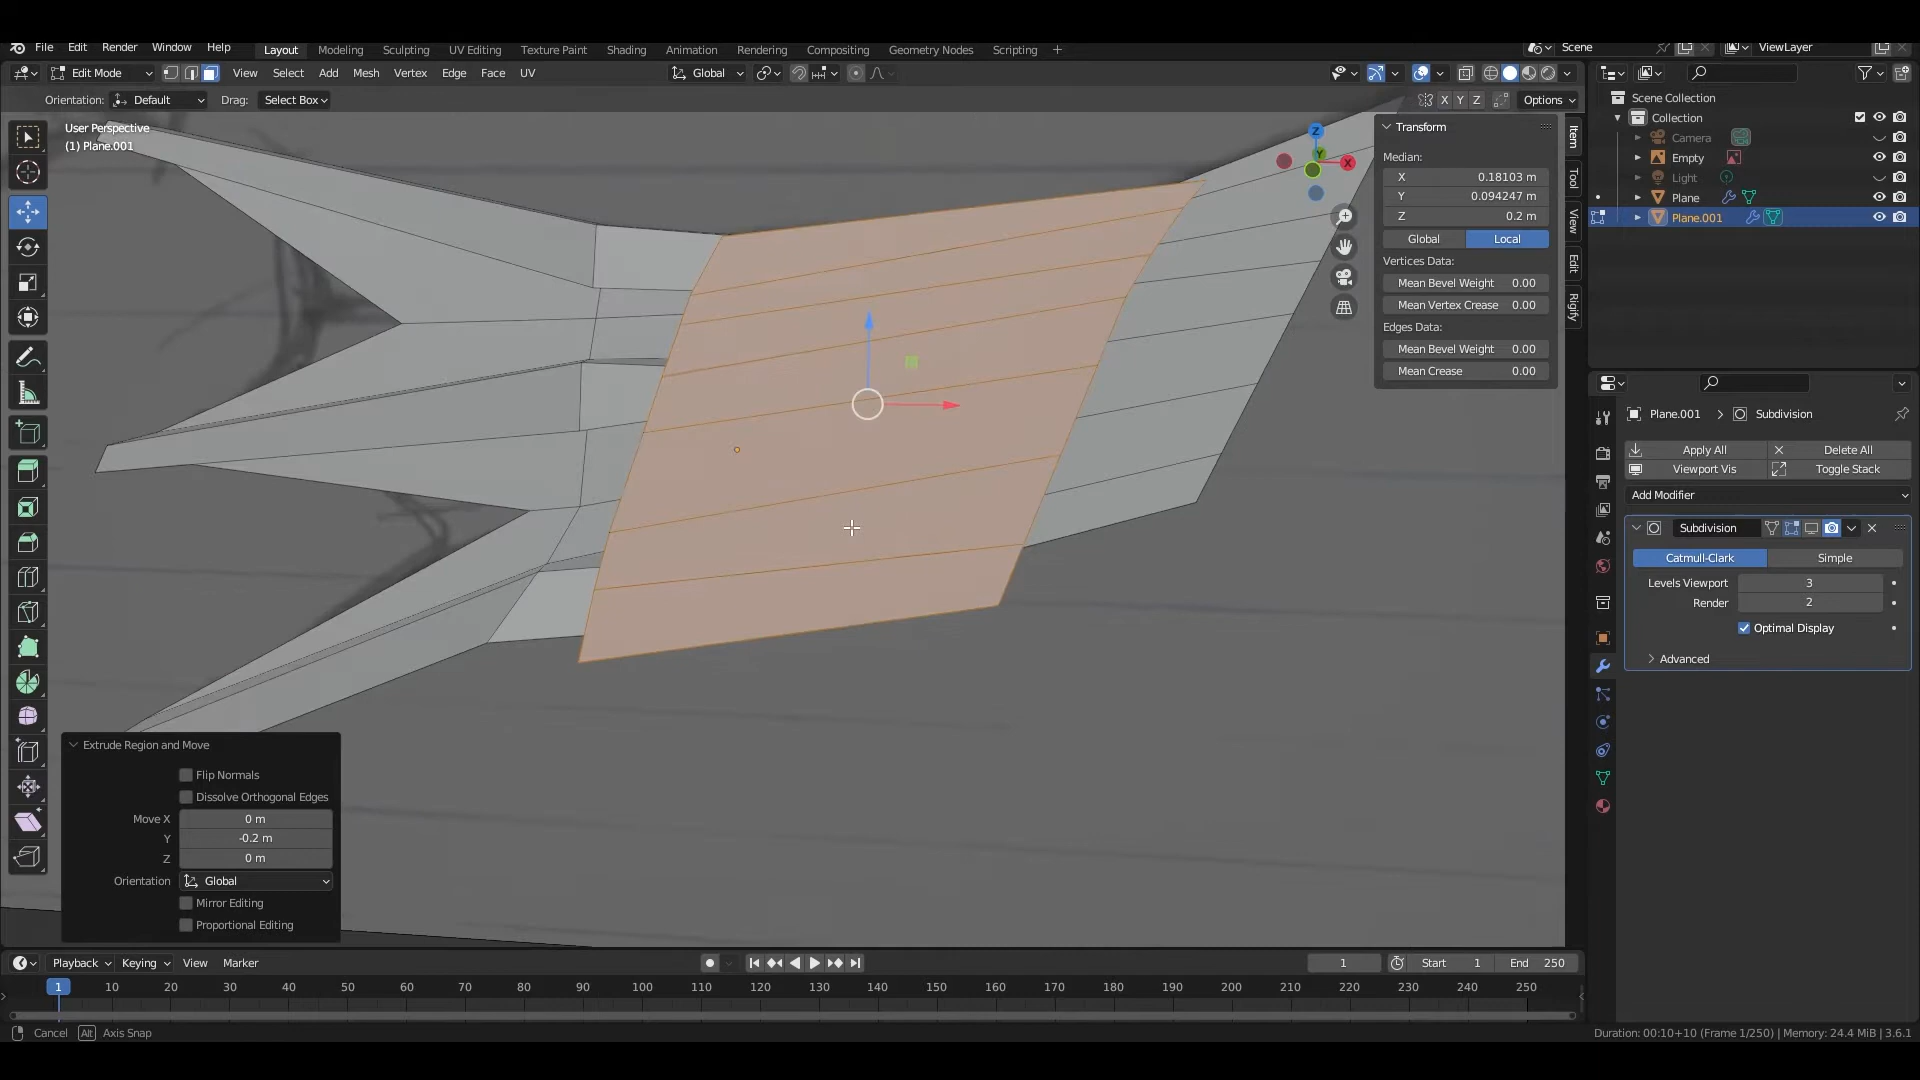 File Edit Render Window Help Layout Modeling Sculpting UV Editing Texture Paint Shading Animation Rendering Compositing Geometry Nodes Scripting + Scene ViewLayer
Edit Mode View Select Add Mesh Vertex Edge Face UV Global
Orientation: Default Drag: Select Box X Y Z Options
User Perspective
(1) Plane.001
Z
Y
X
Transform
Median:
X 0.18103 m
Y 0.094247 m
Z 0.2 m
Global Local
Vertices Data:
Mean Bevel Weight 0.00
Mean Vertex Crease 0.00
Edges Data:
Mean Bevel Weight 0.00
Mean Crease 0.00
Item
Tool
View
Edit
Rigify
Scene Collection
Collection
Camera
Empty
Light
Plane
Plane.001
Plane.001 > Subdivision
Apply All Delete All
Viewport Vis Toggle Stack
Add Modifier
Subdivision
Catmull-Clark Simple
Levels Viewport 3
Render 2
Optimal Display
Advanced
Extrude Region and Move
Flip Normals
Dissolve Orthogonal Edges
Move X 0 m
Y -0.2 m
Z 0 m
Orientation Global
Mirror Editing
Proportional Editing
Playback Keying View Marker 1 Start 1 End 250
1 10 20 30 40 50 60 70 80 90 100 110 120 130 140 150 160 170 180 190 200 210 220 230 240 250
Cancel Alt Axis Snap Duration: 00:10+10 (Frame 1/250) | Memory: 24.4 MiB | 3.6.1